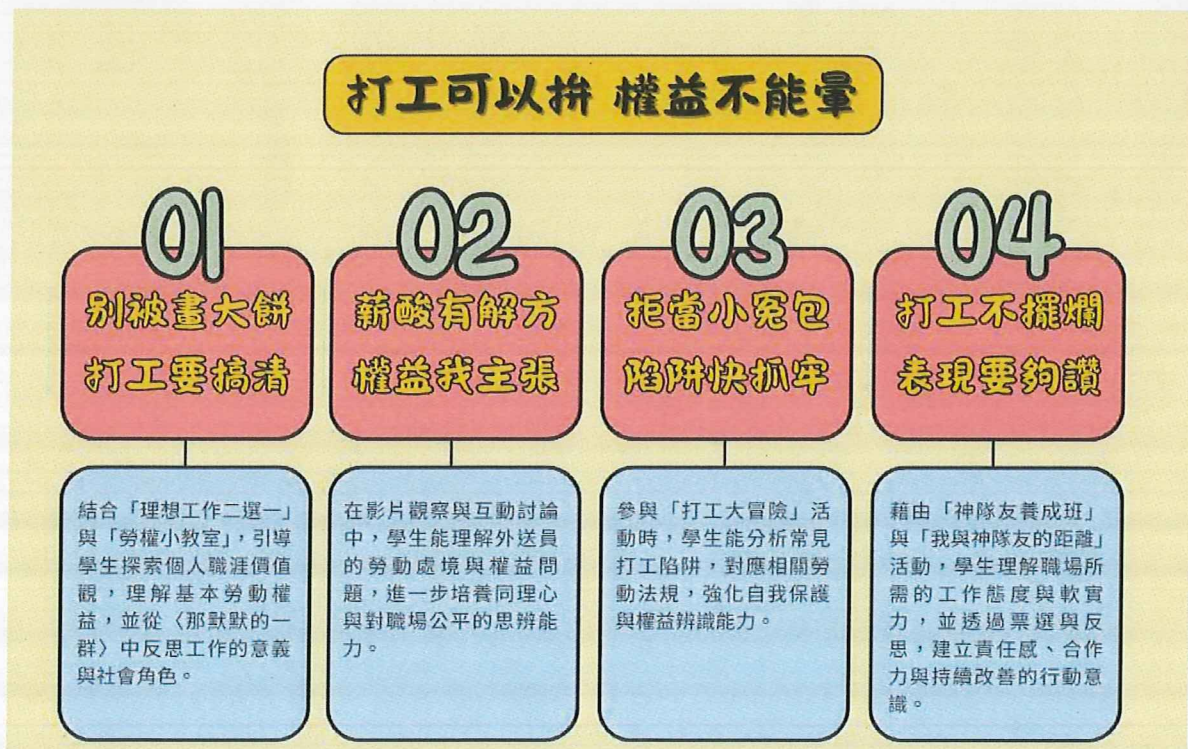 打工可以拚 權益不能暈
01
別被畫大餅
打工要搞清
結合「理想工作二選一」
與「勞權小教室」，引導
學生探索個人職涯價值
觀，理解基本勞動權
益，並從〈那默默的一
群〉中反思工作的意義
與社會角色。
02
薪酸有解方
權益我主張
在影片觀察與互動討論
中，學生能理解外送員
的勞動處境與權益問
題，進一步培養同理心
與對職場公平的思辨能
力。
03
拒當小冤包
陷阱快抓牢
參與「打工大冒險」活
動時，學生能分析常見
打工陷阱，對應相關勞
動法規，強化自我保護
與權益辨識能力。
04
打工不擺爛
表現要夠讚
藉由「神隊友養成班」
與「我與神隊友的距離」
活動，學生理解職場所
需的工作態度與軟實
力，並透過票選與反
思，建立責任感、合作
力與持續改善的行動意
識。